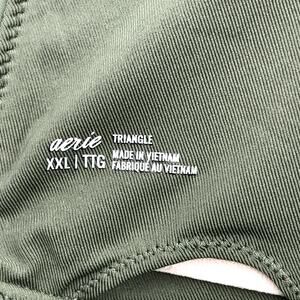 aerie TRIANGLE
XXL | TTG MADE IN VIETNAM
FABRIQUÉ AU VIETNAM